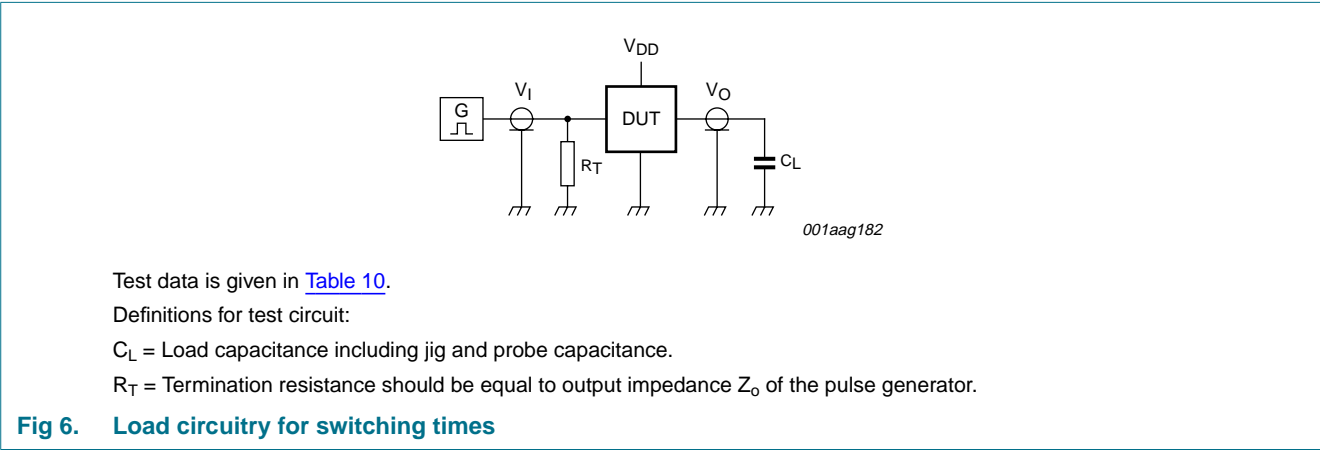 VDD
VI
VO
G
DUT
RT
CL
001aag182
Test data is given in Table 10.
Definitions for test circuit:
CL = Load capacitance including jig and probe capacitance.
RT = Termination resistance should be equal to output impedance Zo of the pulse generator.
Fig 6. Load circuitry for switching times